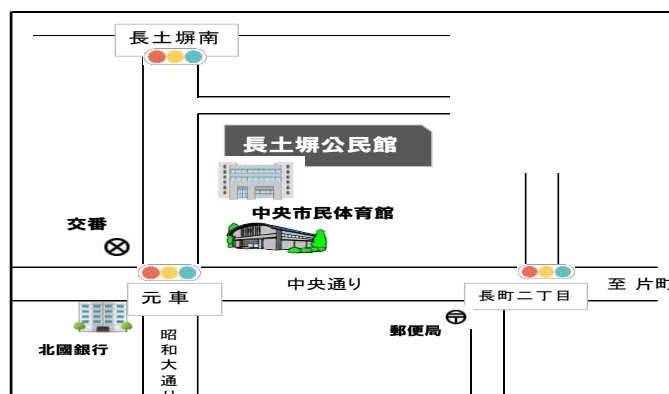 長土塀南
長土塀公民館
中央市民体育館
交番
中央通り
至 片町
元車
長町二丁目
郵便局
北國銀行
昭和大通り